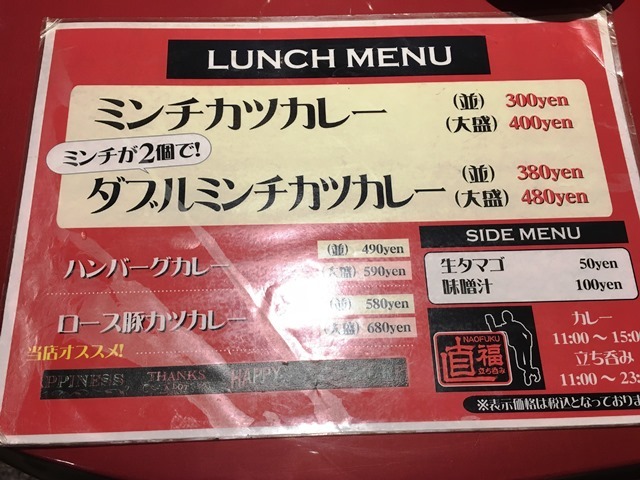 LUNCH MENU
ミンチカツカレー (並) 300yen
(大盛) 400yen
ミンチが2個で!
ダブルミンチカツカレー (並) 380yen
(大盛) 480yen
ハンバーグカレー (並) 490yen
(大盛) 590yen
ロース豚カツカレー (並) 580yen
(大盛) 680yen
当店オススメ!
PPINESS THANKS HAPPY
SIDE MENU
生タマゴ 50yen
味噌汁 100yen
NAOFUKU
直福
立ち呑み
カレー
11:00～15:00
立ち呑み
11:00～23:
※表示価格は税込となっておりま